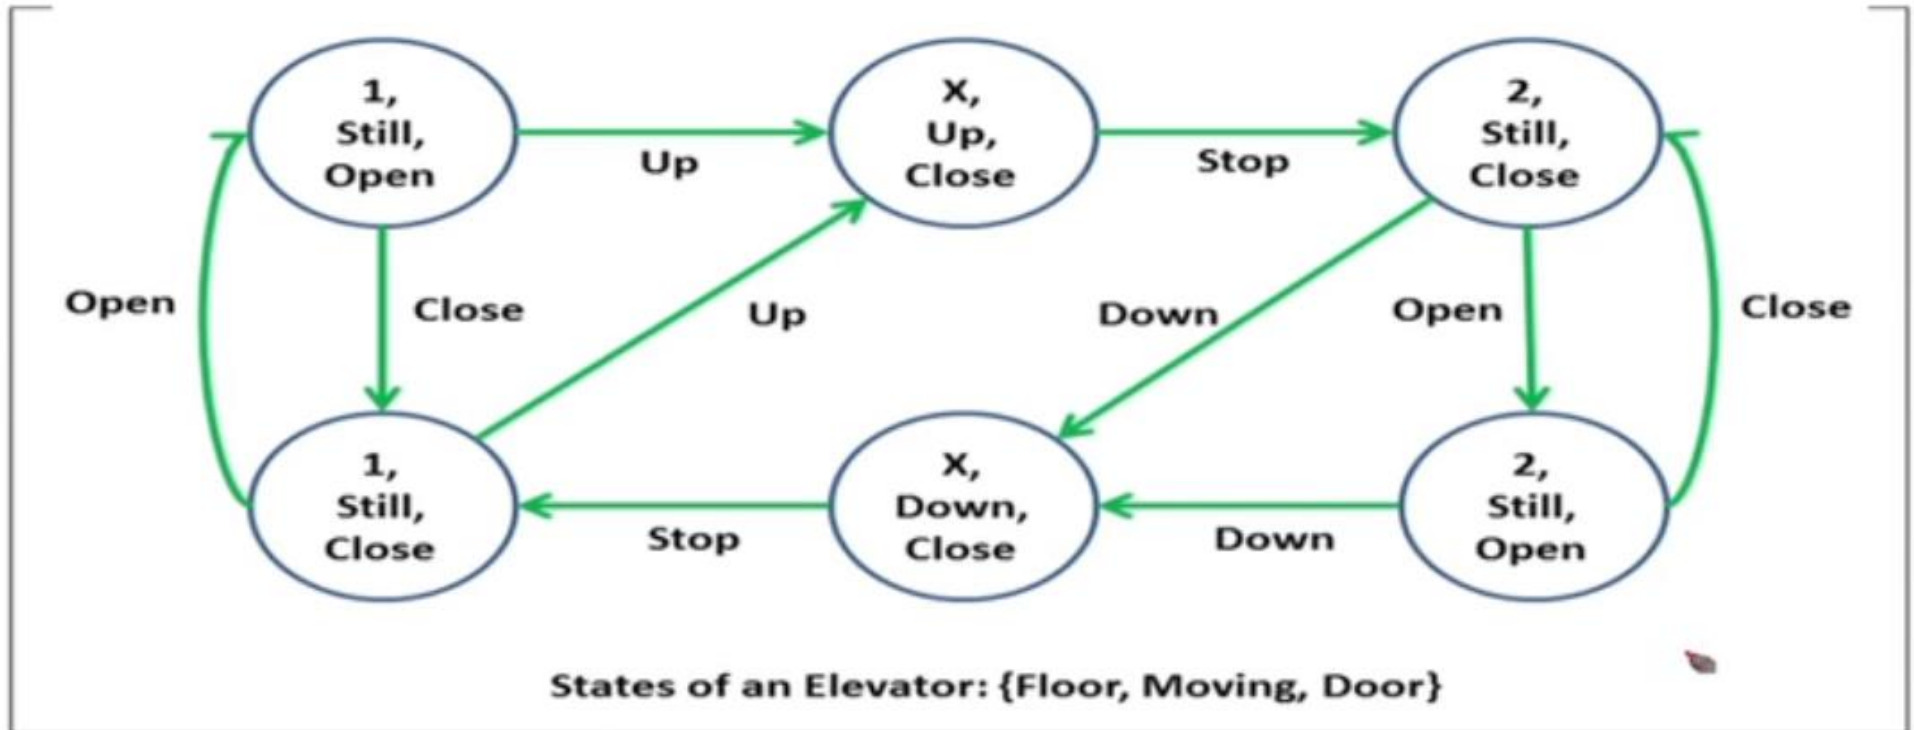 1,
Still,
Open
Up
X,
Up,
Close
Stop
2,
Still,
Close
Open
Close
Up
Down
Open
Close
1,
Still,
Close
Stop
X,
Down,
Close
Down
2,
Still,
Open
States of an Elevator: {Floor, Moving, Door}